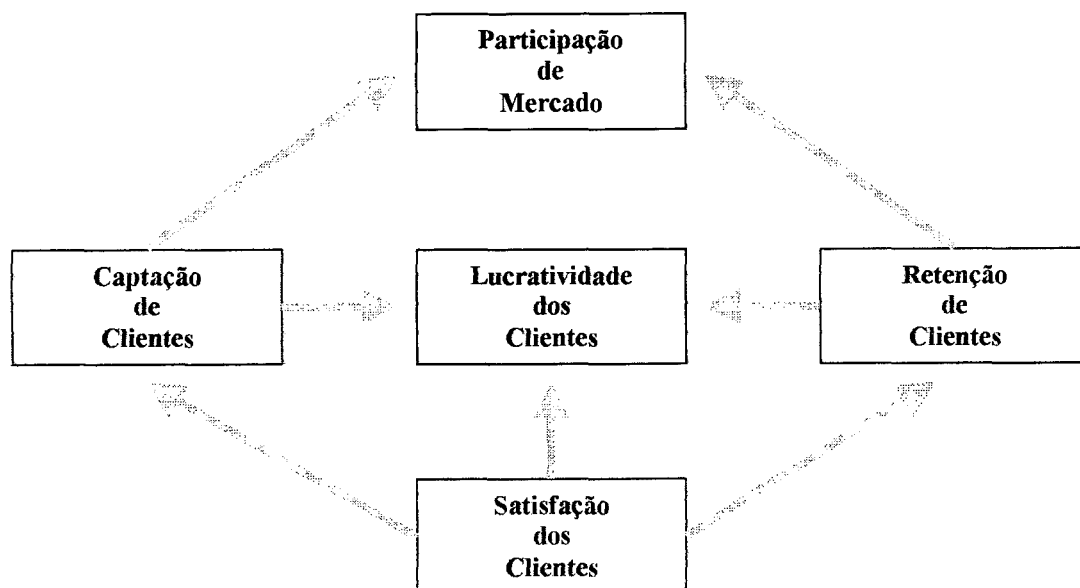 Participação
de
Mercado
Captação
de
Clientes
Lucratividade
dos
Clientes
Retenção
de
Clientes
Satisfação
dos
Clientes